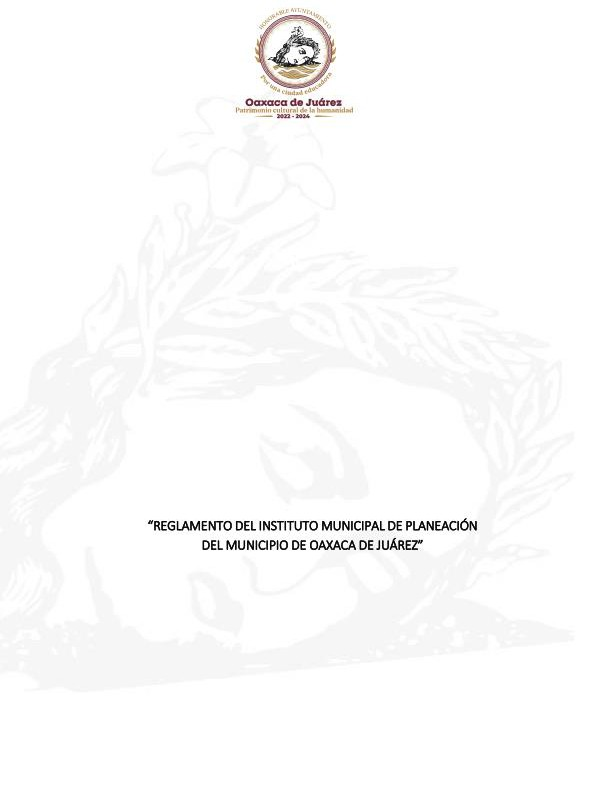 HONORABLE AYUNTAMIENTO
por una ciudad educadora
Oaxaca de Juárez
Patrimonio cultural de la humanidad
2022 - 2024
“REGLAMENTO DEL INSTITUTO MUNICIPAL DE PLANEACIÓN
DEL MUNICIPIO DE OAXACA DE JUÁREZ”